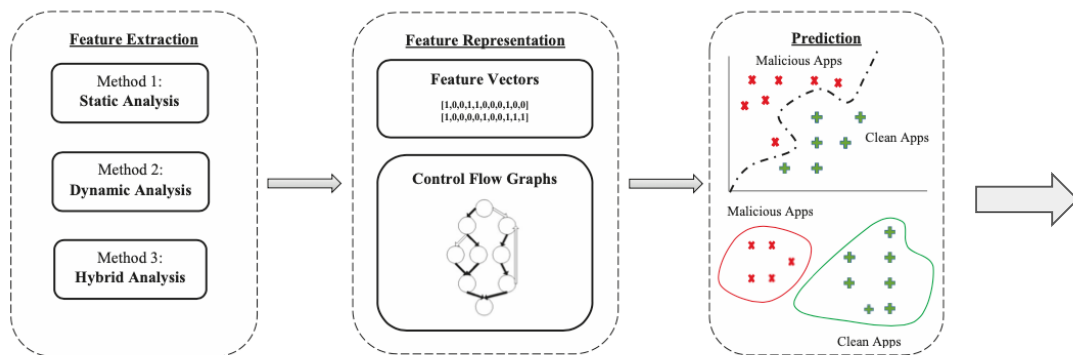 Feature Extraction
Method 1:
Static Analysis
Method 2:
Dynamic Analysis
Method 3:
Hybrid Analysis
Feature Representation
Feature Vectors
[1,0,0,1,1,0,0,0,1,0,0]
[1,0,0,0,0,1,0,0,1,1,1]
Control Flow Graphs
Prediction
Malicious Apps
Clean Apps
Malicious Apps
Clean Apps